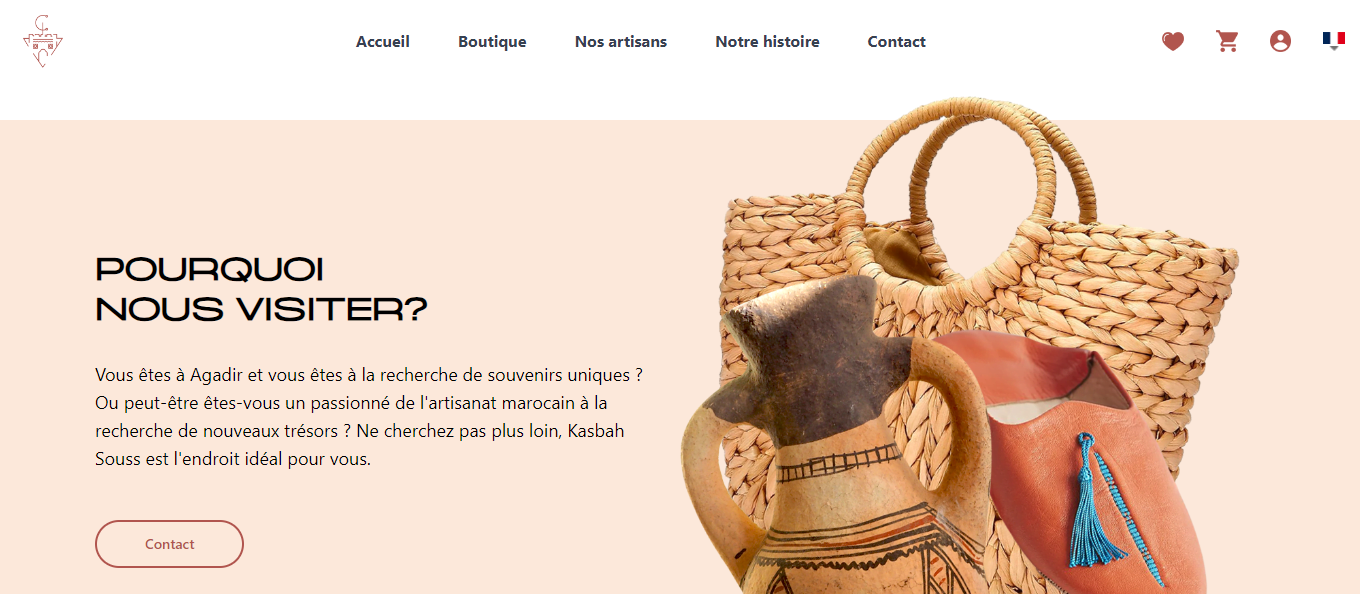 Accueil Boutique Nos artisans Notre histoire Contact
POURQUOI
NOUS VISITER?
Vous êtes à Agadir et vous êtes à la recherche de souvenirs uniques ?
Ou peut-être êtes-vous un passionné de l'artisanat marocain à la
recherche de nouveaux trésors ? Ne cherchez pas plus loin, Kasbah
Souss est l'endroit idéal pour vous.
Contact